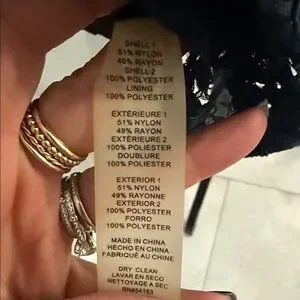 SHELL 1
51% NYLON
49% RAYON
SHELL 2
100% POLYESTER
LINING
100% POLYESTER
EXTÉRIEURE 1
51% NYLON
49% RAYON
EXTÉRIEURE 2
100% POLIESTER
DOUBLURE
100% POLIESTER
EXTERIOR 1
51% NYLON
49% RAYONNE
EXTERIOR 2
100% POLYESTER
FORRO
100% POLYESTER
MADE IN CHINA
HECHO EN CHINA
FABRIQUÉ AU CHINE
DRY CLEAN
LAVAR EN SECO
NETTOYAGE A SEC
RN#54163